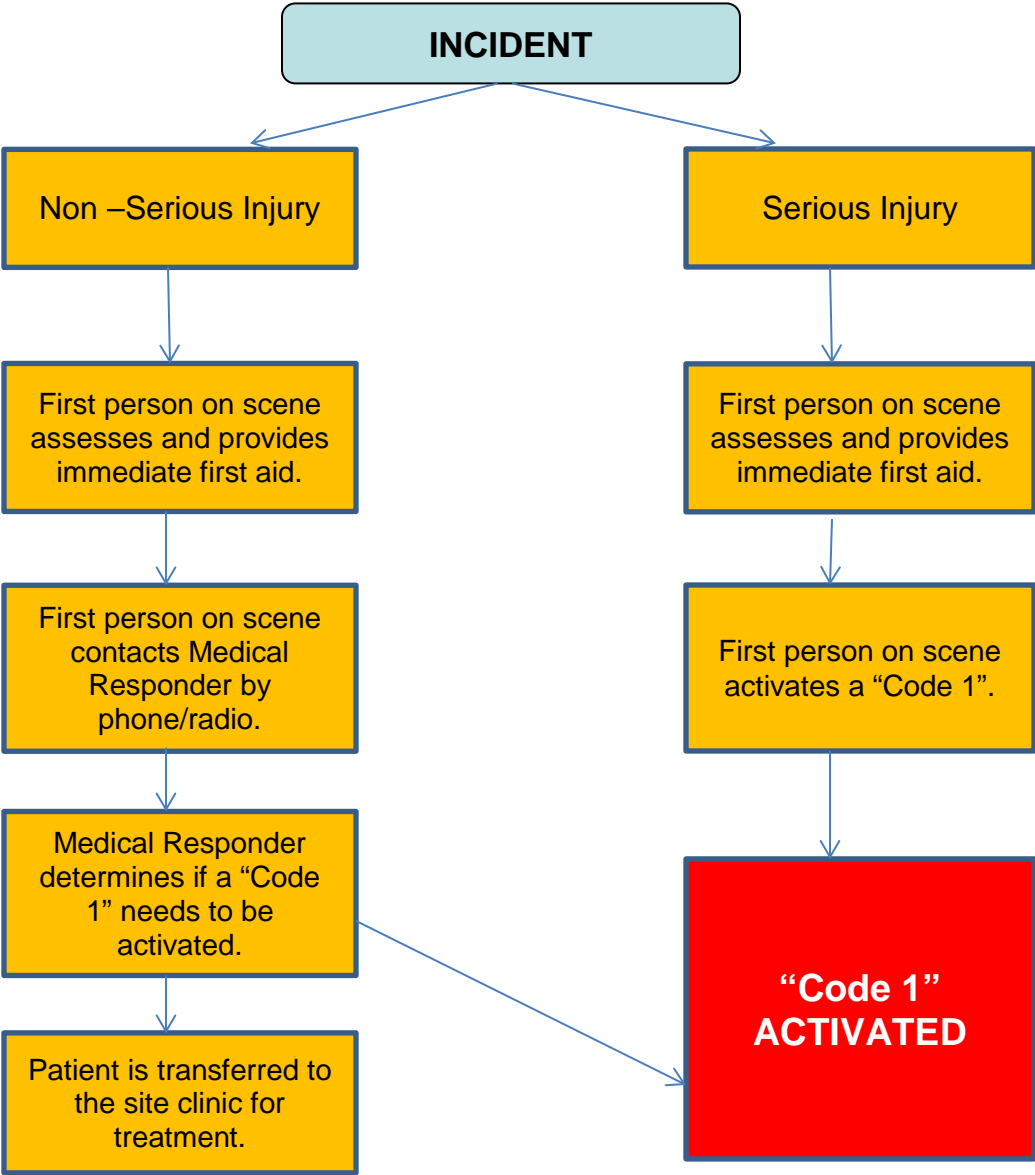 INCIDENT
Non –Serious Injury
Serious Injury
First person on scene
assesses and provides
immediate first aid.
First person on scene
assesses and provides
immediate first aid.
First person on scene
contacts Medical
Responder by
phone/radio.
First person on scene
activates a “Code 1”.
Medical Responder
determines if a “Code
1” needs to be
activated.
“Code 1”
ACTIVATED
Patient is transferred to
the site clinic for
treatment.